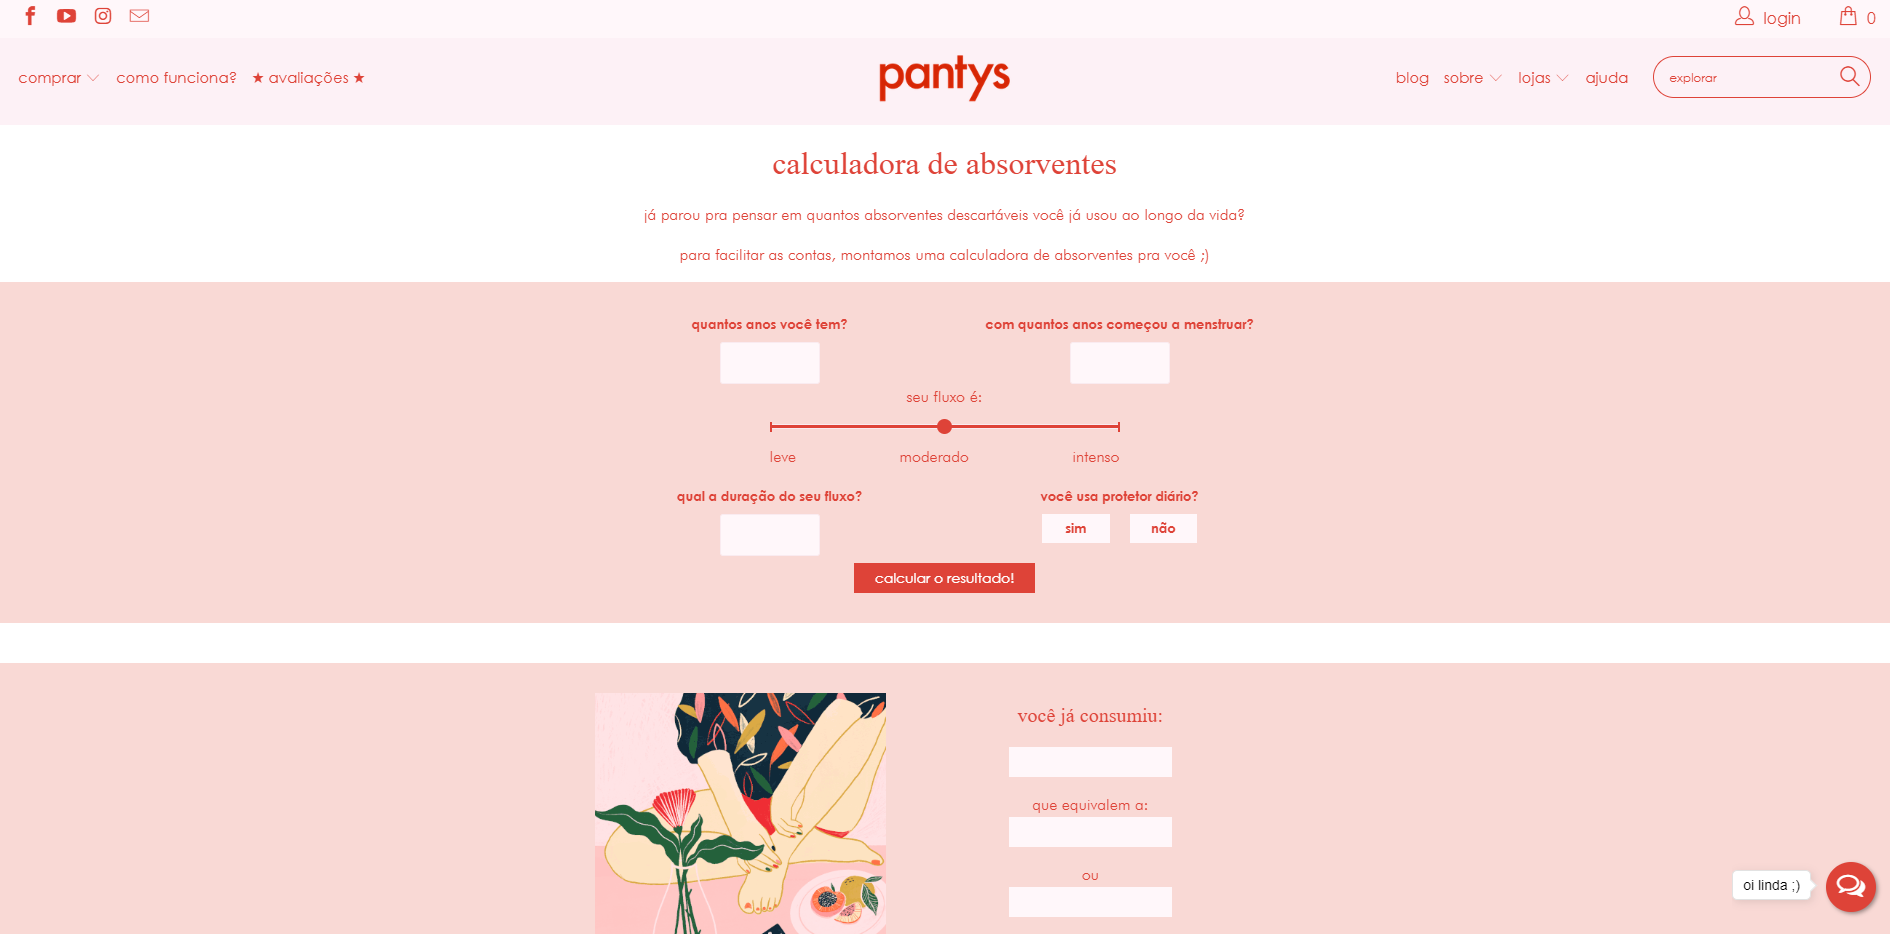 login
0
comprar
como funciona?
★ avaliações ★
pantys
blog
sobre
lojas
ajuda
explorar
calculadora de absorventes
já parou pra pensar em quantos absorventes descartáveis você já usou ao longo da vida?
para facilitar as contas, montamos uma calculadora de absorventes pra você ;)
quantos anos você tem?
com quantos anos começou a menstruar?
seu fluxo é:
leve
moderado
intenso
qual a duração do seu fluxo?
você usa protetor diário?
sim
não
calcular o resultado!
você já consumiu:
que equivalem a:
ou
oi linda ;)